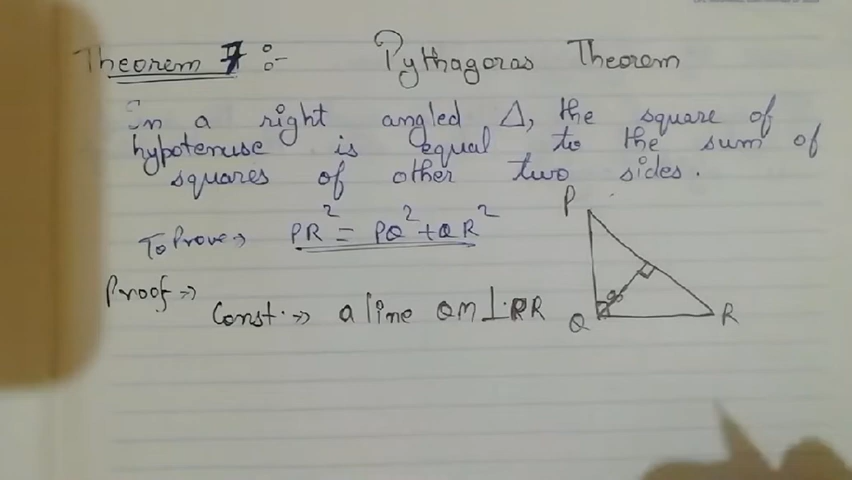 Theorem 7 :- Pythagoras Theorem
In a right angled Δ, the square of
hypotenuse is equal to the sum of
squares of other two sides.
P
To Prove → PR² = PQ² + QR²
Proof →
Const. → a line QM ⊥ PR
Q R